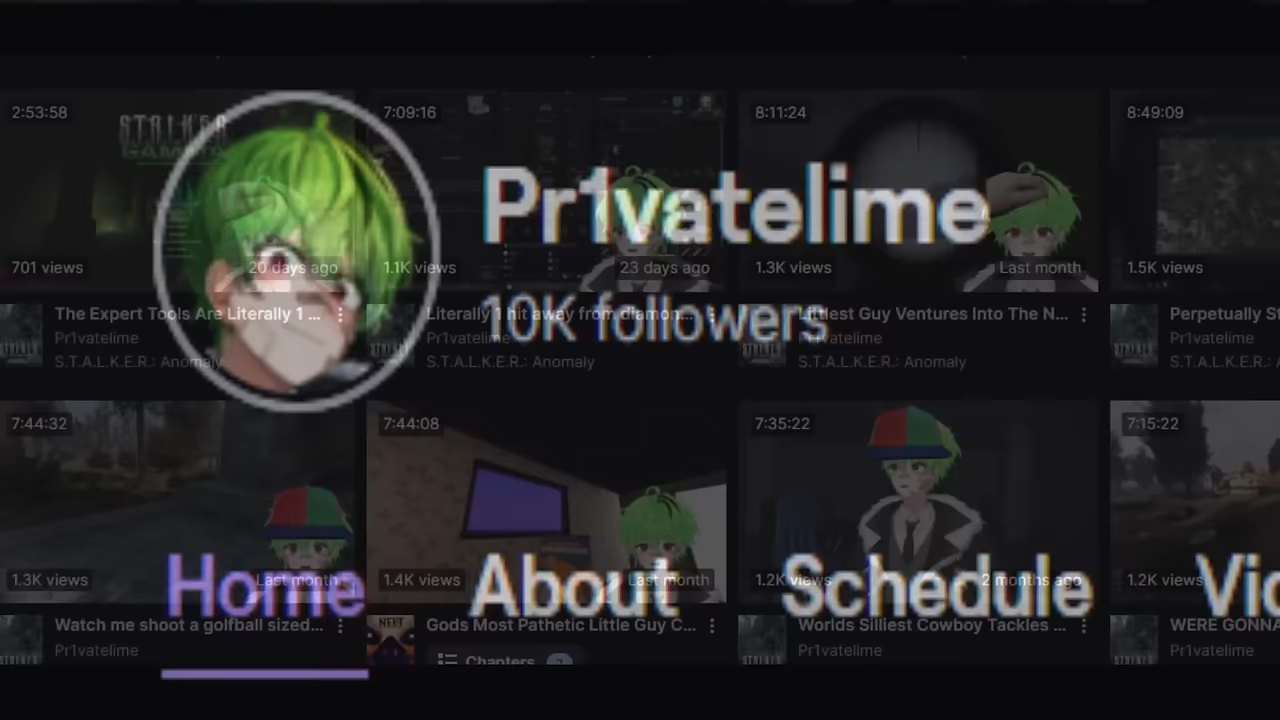 2:53:58
7:09:16
8:11:24
8:49:09
S.T.A.L.K.E.R
Pr1vatelime
701 views
20 days ago
1.1K views
23 days ago
1.3K views
Last month
1.5K views
The Expert Tools Are Literally 1 ...
Literally 1 hit away from diamon...
Guy Ventures Into The N...
Perpetually
10K followers
Pr1vatelime
Pr1vatelime
Pr1vatelime
Pr1vatelime
S.T.A.L.K.E.R.: Anomaly
S.T.A.L.K.E.R.: Anomaly
S.T.A.L.K.E.R.: Anomaly
S.T.A.L.K.E.R.:
7:44:32
7:44:08
7:35:22
7:15:22
1.3K views
Last month
1.4K views
Last month
1.2K views
2 months ago
1.2K views
Home
About
Schedule
Vic
Watch me shoot a golfball sized...
NEET
Gods Most Pathetic Little Guy C...
Worlds Silliest Cowboy Tackles ...
WERE GONNA
Pr1vatelime
Chapters
Pr1vatelime
Pr1vatelime